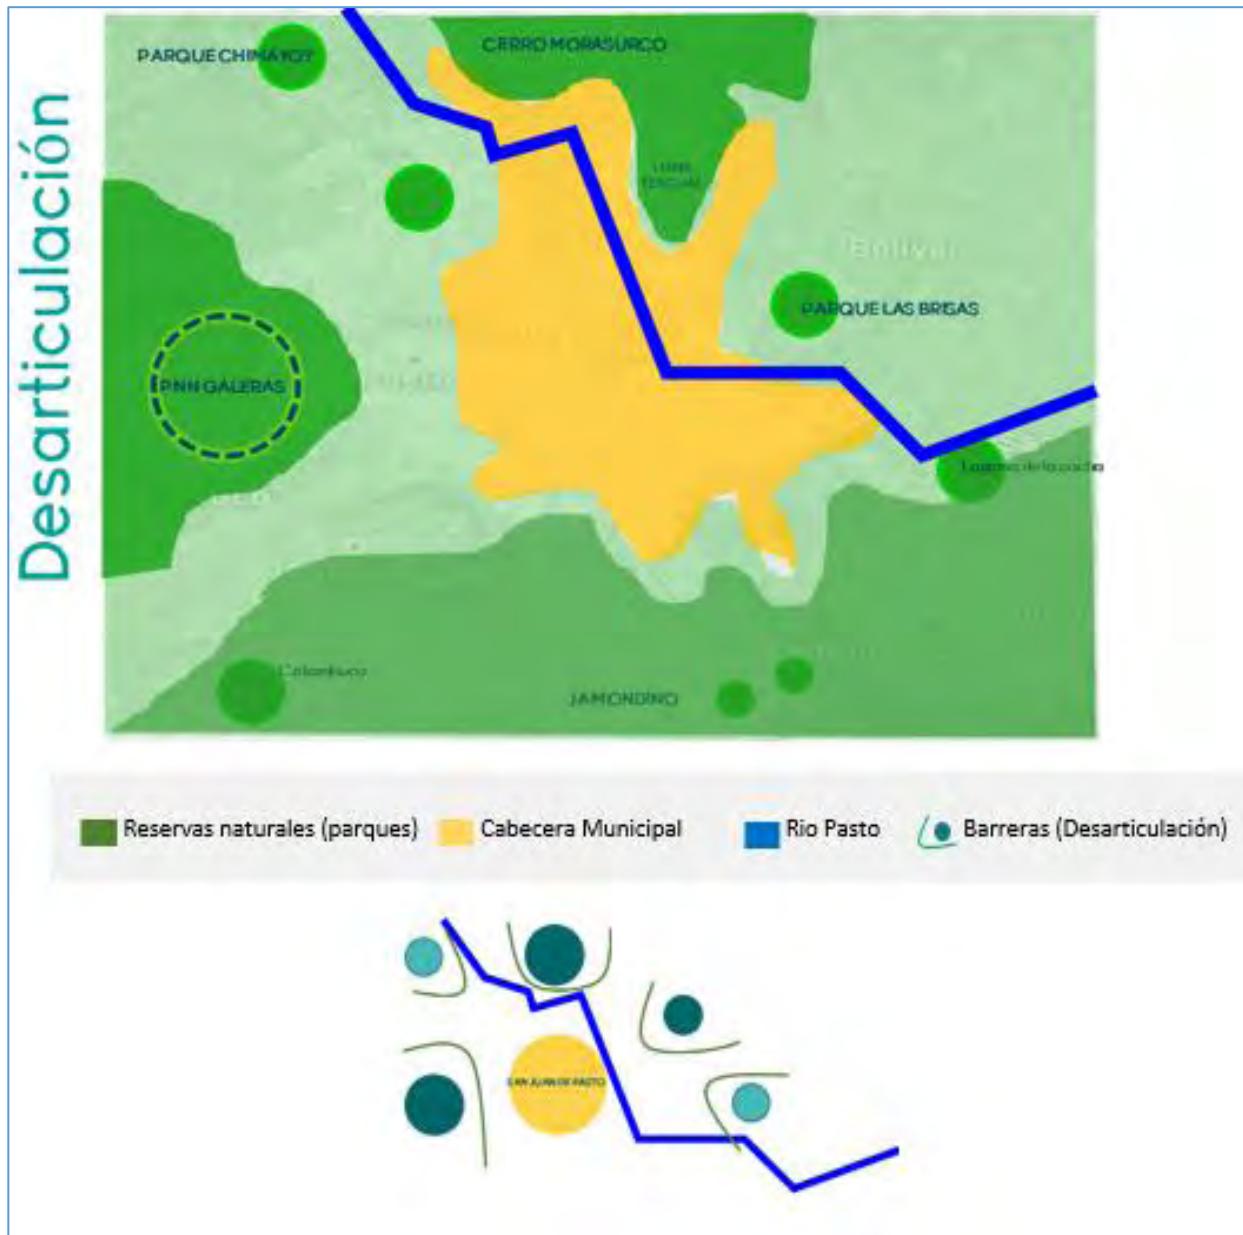 Desarticulación
PARQUE CHIMAYOY
CERRO MORASURCO
LOMA
PARQUE LAS BRISAS
PNN GALERAS
JAMONDINO
Reservas naturales (parques)
Cabecera Municipal
Rio Pasto
Barreras (Desarticulación)
SAN JUAN DE PASTO